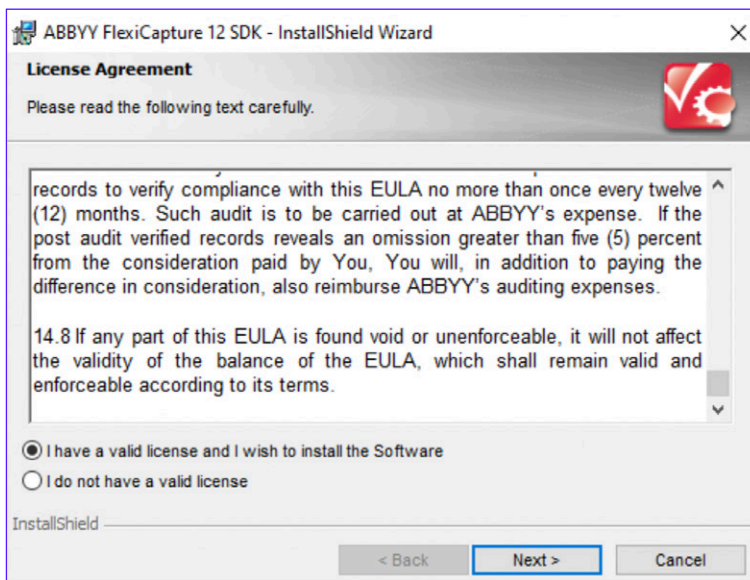 ABBYY FlexiCapture 12 SDK - InstallShield Wizard
License Agreement
Please read the following text carefully.
records to verify compliance with this EULA no more than once every twelve
(12) months. Such audit is to be carried out at ABBYY's expense. If the
post audit verified records reveals an omission greater than five (5) percent
from the consideration paid by You, You will, in addition to paying the
difference in consideration, also reimburse ABBYY's auditing expenses.
14.8 If any part of this EULA is found void or unenforceable, it will not affect
the validity of the balance of the EULA, which shall remain valid and
enforceable according to its terms.
I have a valid license and I wish to install the Software
I do not have a valid license
InstallShield
< Back
Next >
Cancel